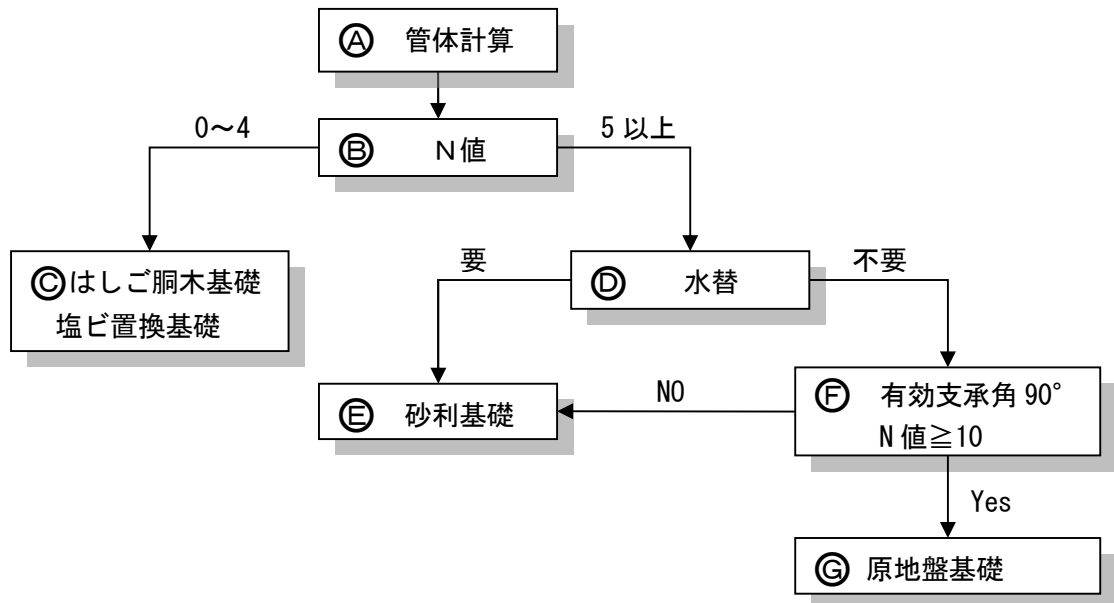 Ⓐ 管体計算
0～4
5 以上
Ⓑ N値
Ⓒはしご胴木基礎
塩ビ置換基礎
要
Ⓓ 水替
不要
Ⓔ 砂利基礎
NO
Ⓕ 有効支承角 90°
N 値≧10
Yes
Ⓖ 原地盤基礎